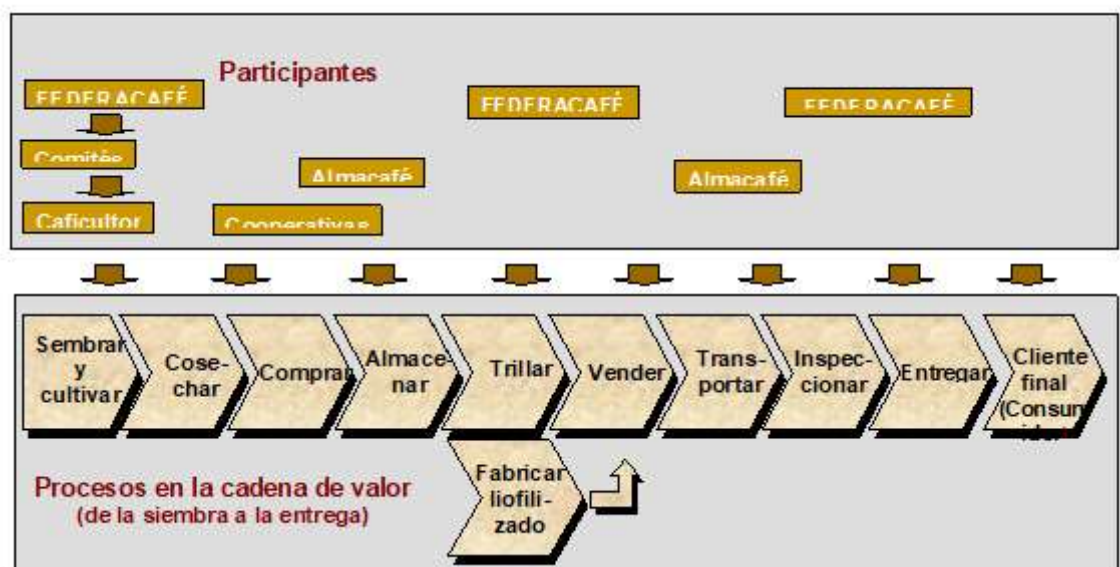 Participantes
FEDERACAFÉ
FEDERACAFÉ
FEDERACAFÉ
Comités
Almacafé
Almacafé
Caficultor
Cooperativas
Sembrar
y
cultivar
Cose-
char
Comprar
Almace-
nar
Trillar
Vender
Trans-
portar
Inspec-
cionar
Entregar
Cliente
final
(Consum
Fabricar
liofili-
zado
Procesos en la cadena de valor
(de la siembra a la entrega)